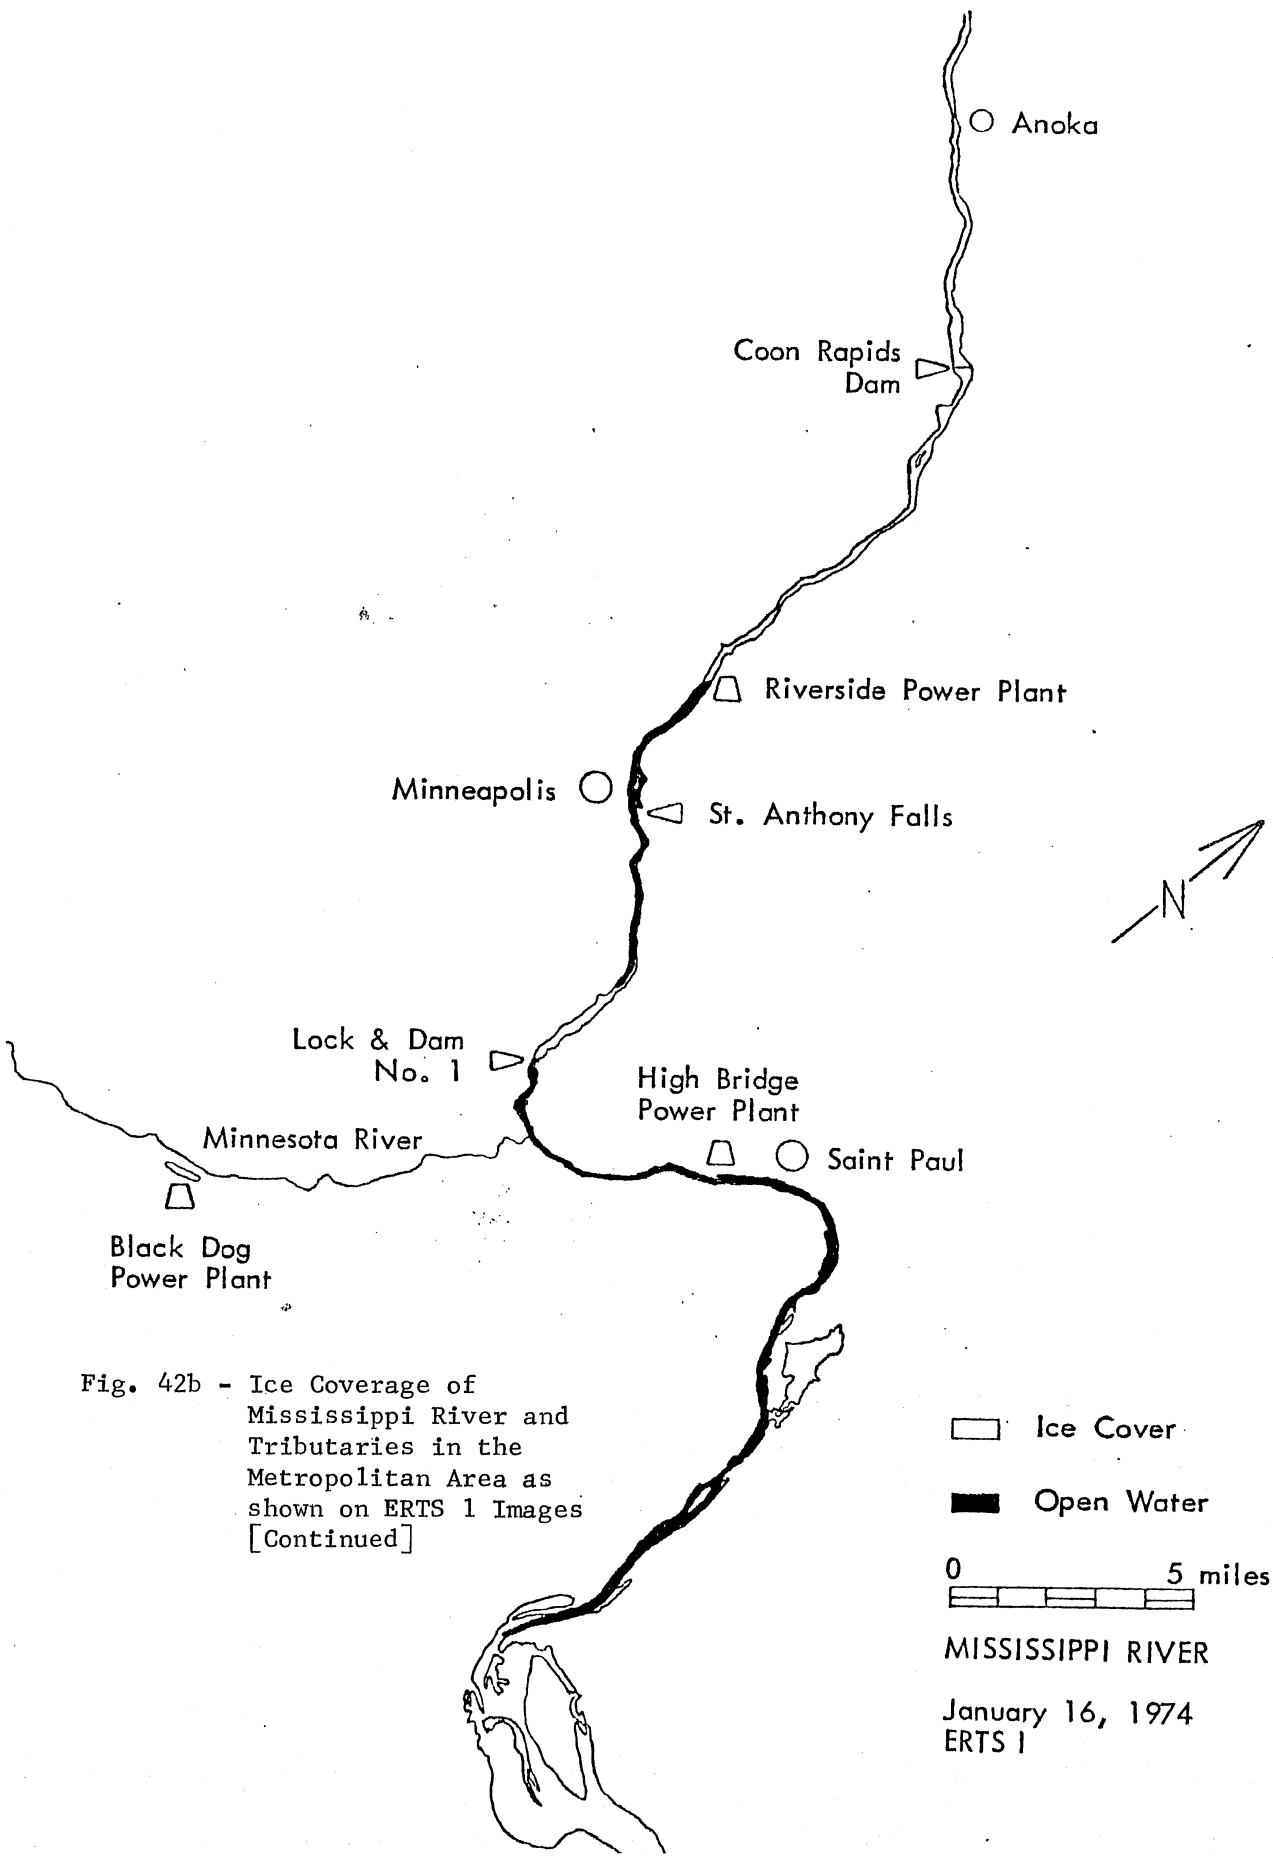 Anoka
Coon Rapids
Dam
Riverside Power Plant
Minneapolis
St. Anthony Falls
N
Lock & Dam
No. 1
High Bridge
Power Plant
Minnesota River
Saint Paul
Black Dog
Power Plant
Fig. 42b - Ice Coverage of
Mississippi River and
Tributaries in the
Metropolitan Area as
shown on ERTS 1 Images
[Continued]
Ice Cover
Open Water
0 5 miles
MISSISSIPPI RIVER
January 16, 1974
ERTS I